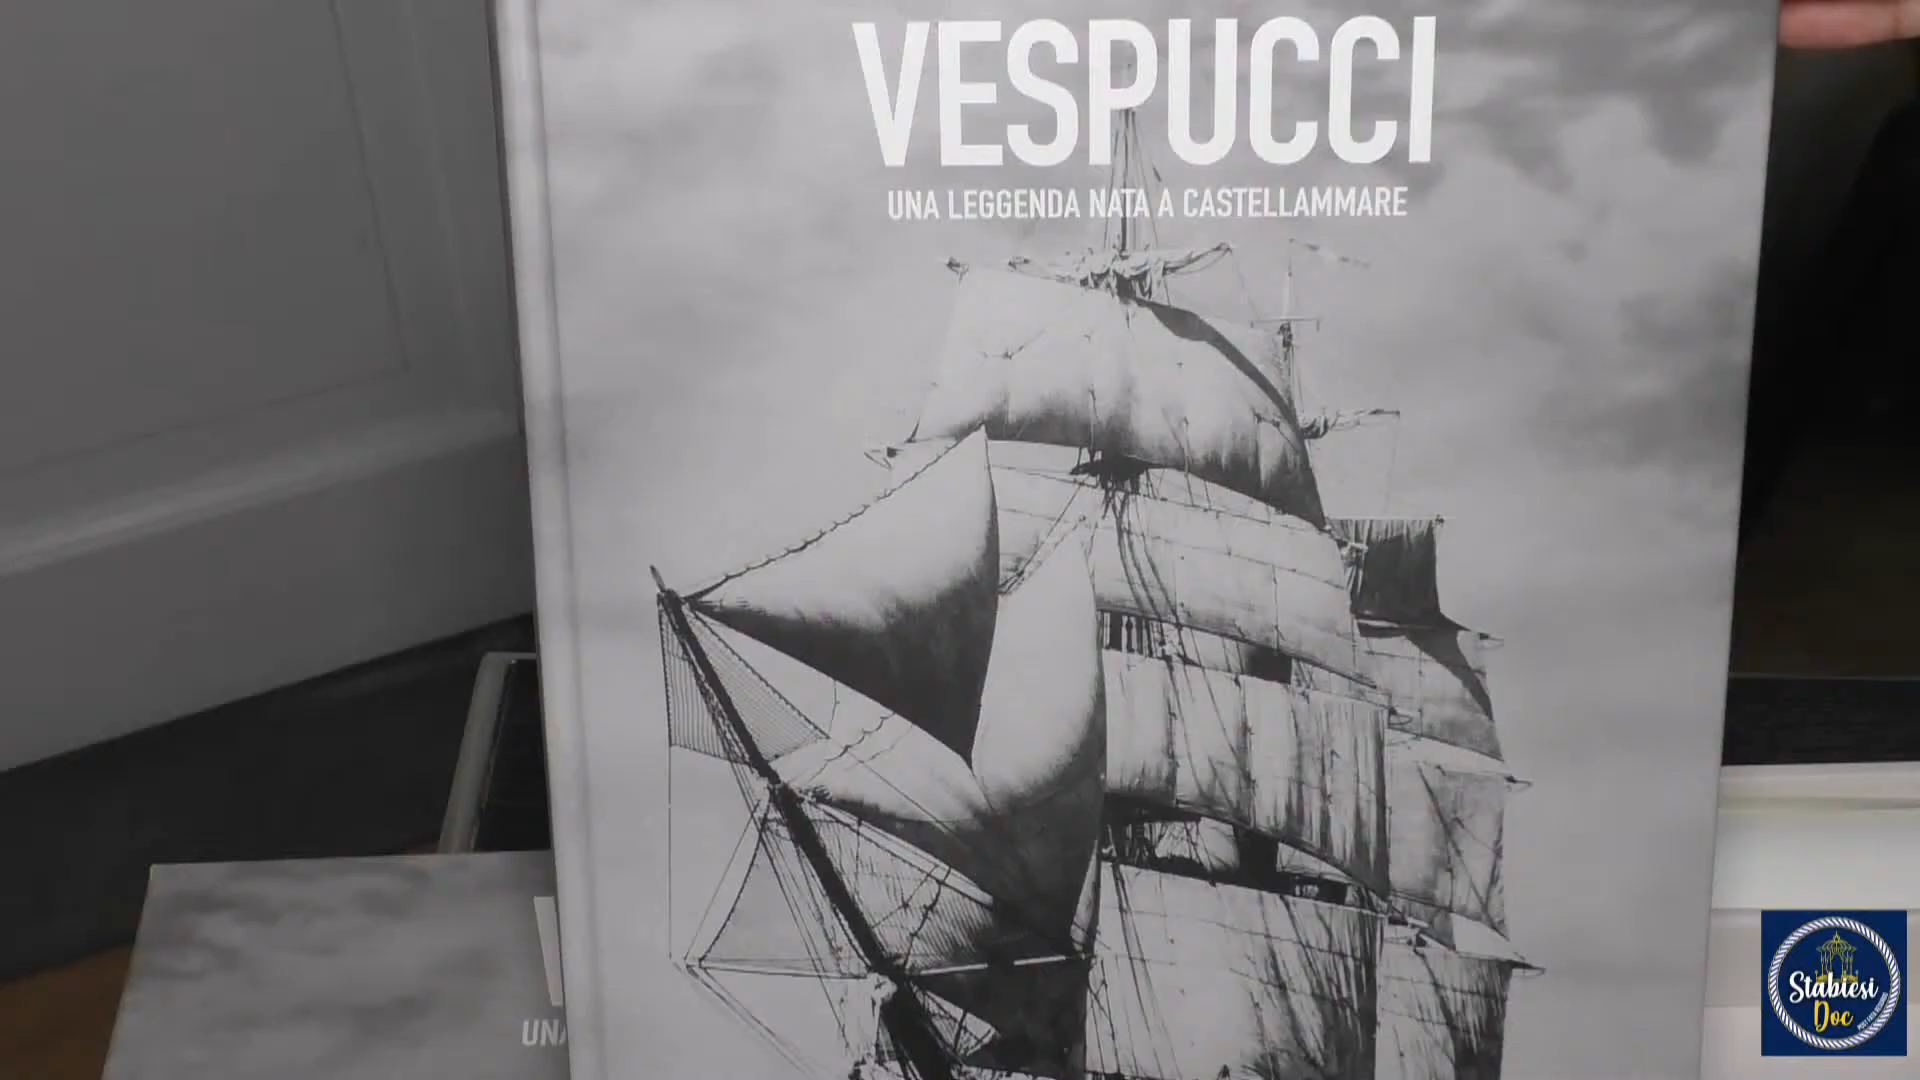 VESPUCCI
UNA LEGGENDA NATA A CASTELLAMMARE
UNA
Stabiesi
Doc